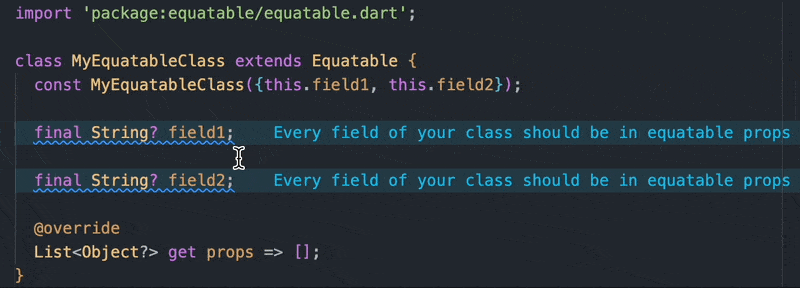 import 'package:equatable/equatable.dart';
class MyEquatableClass extends Equatable {
const MyEquatableClass({this.field1, this.field2});
final String? field1; Every field of your class should be in equatable props
final String? field2; Every field of your class should be in equatable props
@override
List<Object?> get props => [];
}